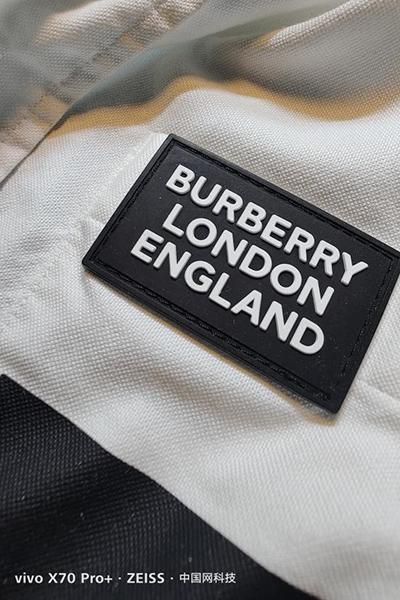 BURBERRY
LONDON
ENGLAND
vivo X70 Pro+ · ZEISS · 中国网科技